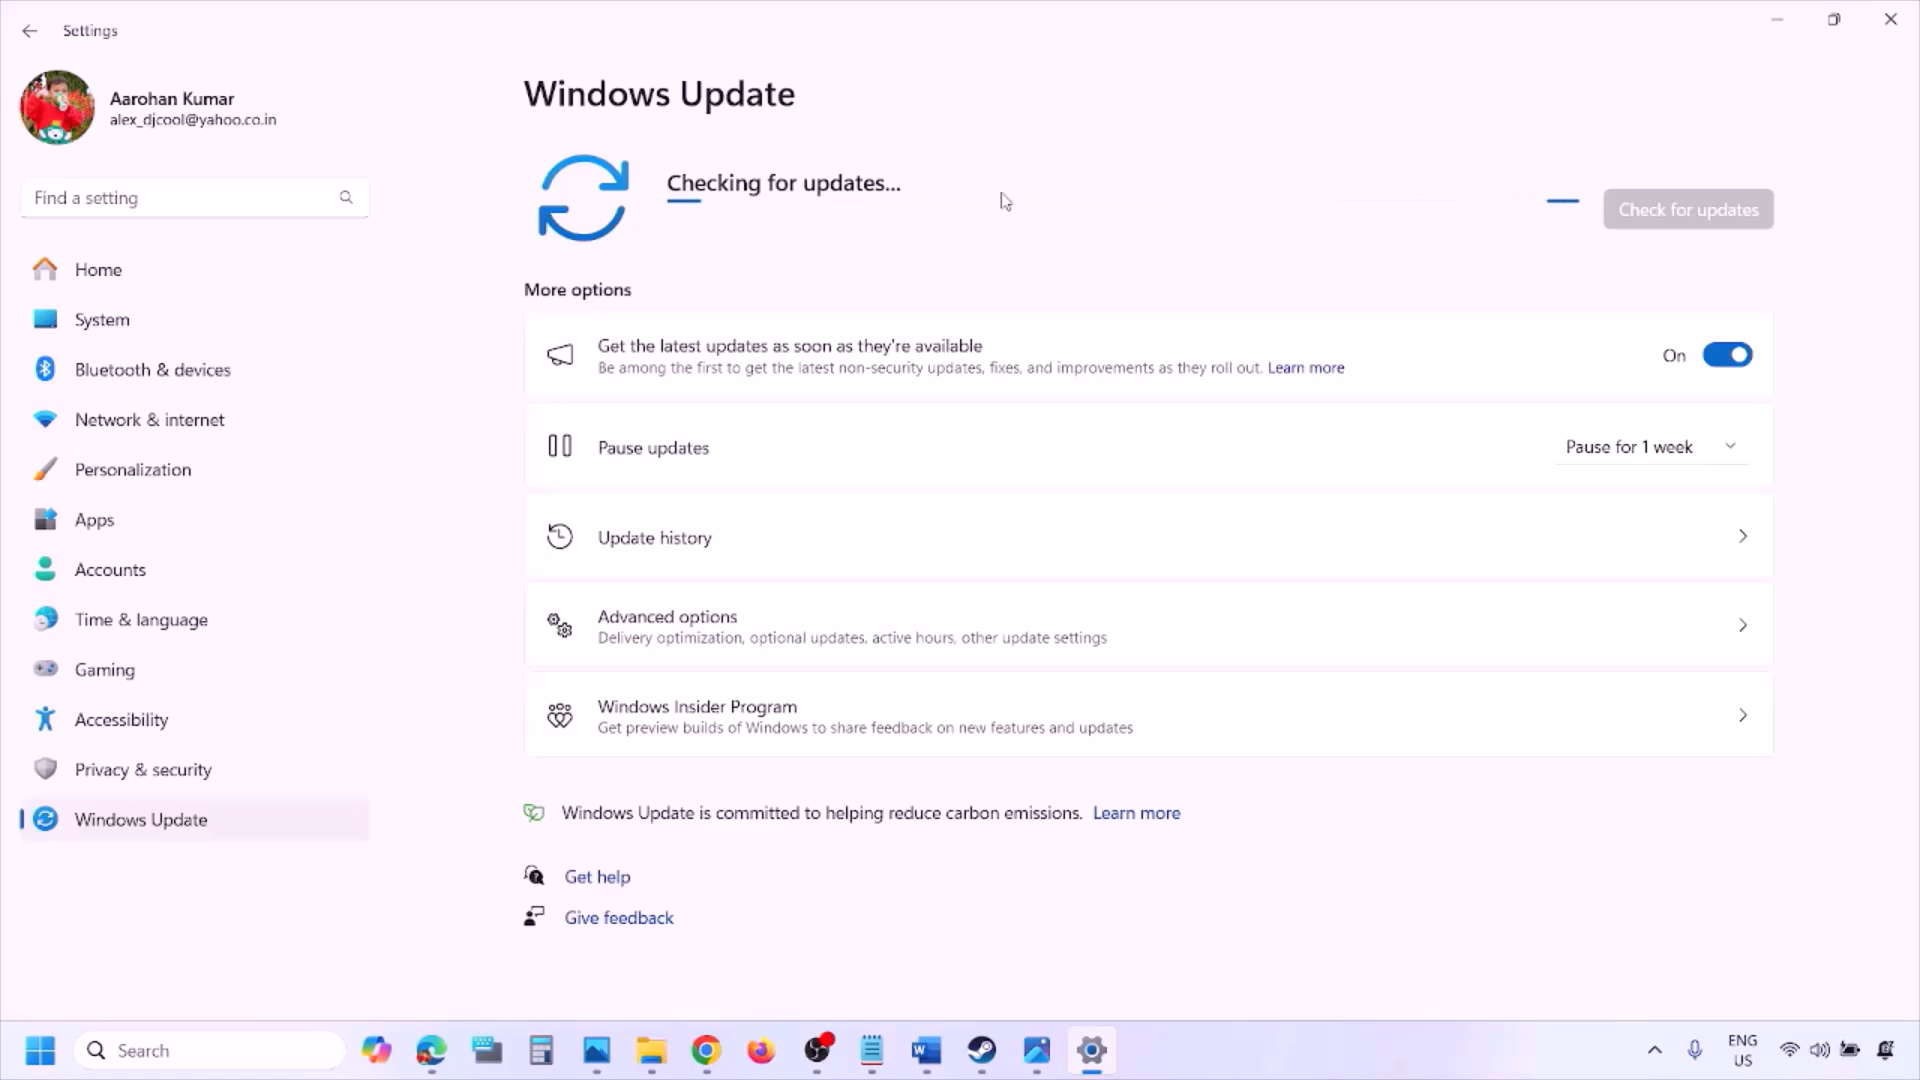 Settings
Aarohan Kumar
alex_djcool@yahoo.co.in
Find a setting
Home
System
Bluetooth & devices
Network & internet
Personalization
Apps
Accounts
Time & language
Gaming
Accessibility
Privacy & security
Windows Update
Windows Update
Checking for updates...
Check for updates
More options
Get the latest updates as soon as they're available
Be among the first to get the latest non-security updates, fixes, and improvements as they roll out. Learn more
On
Pause updates
Pause for 1 week
Update history
Advanced options
Delivery optimization, optional updates, active hours, other update settings
Windows Insider Program
Get preview builds of Windows to share feedback on new features and updates
Windows Update is committed to helping reduce carbon emissions. Learn more
Get help
Give feedback
Search
ENG
US